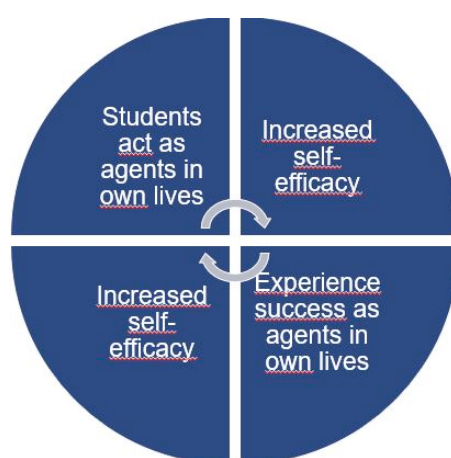 Students
act as
agents in
own lives
Increased
self-
efficacy
Experience
success as
agents in
own lives
Increased
self-
efficacy